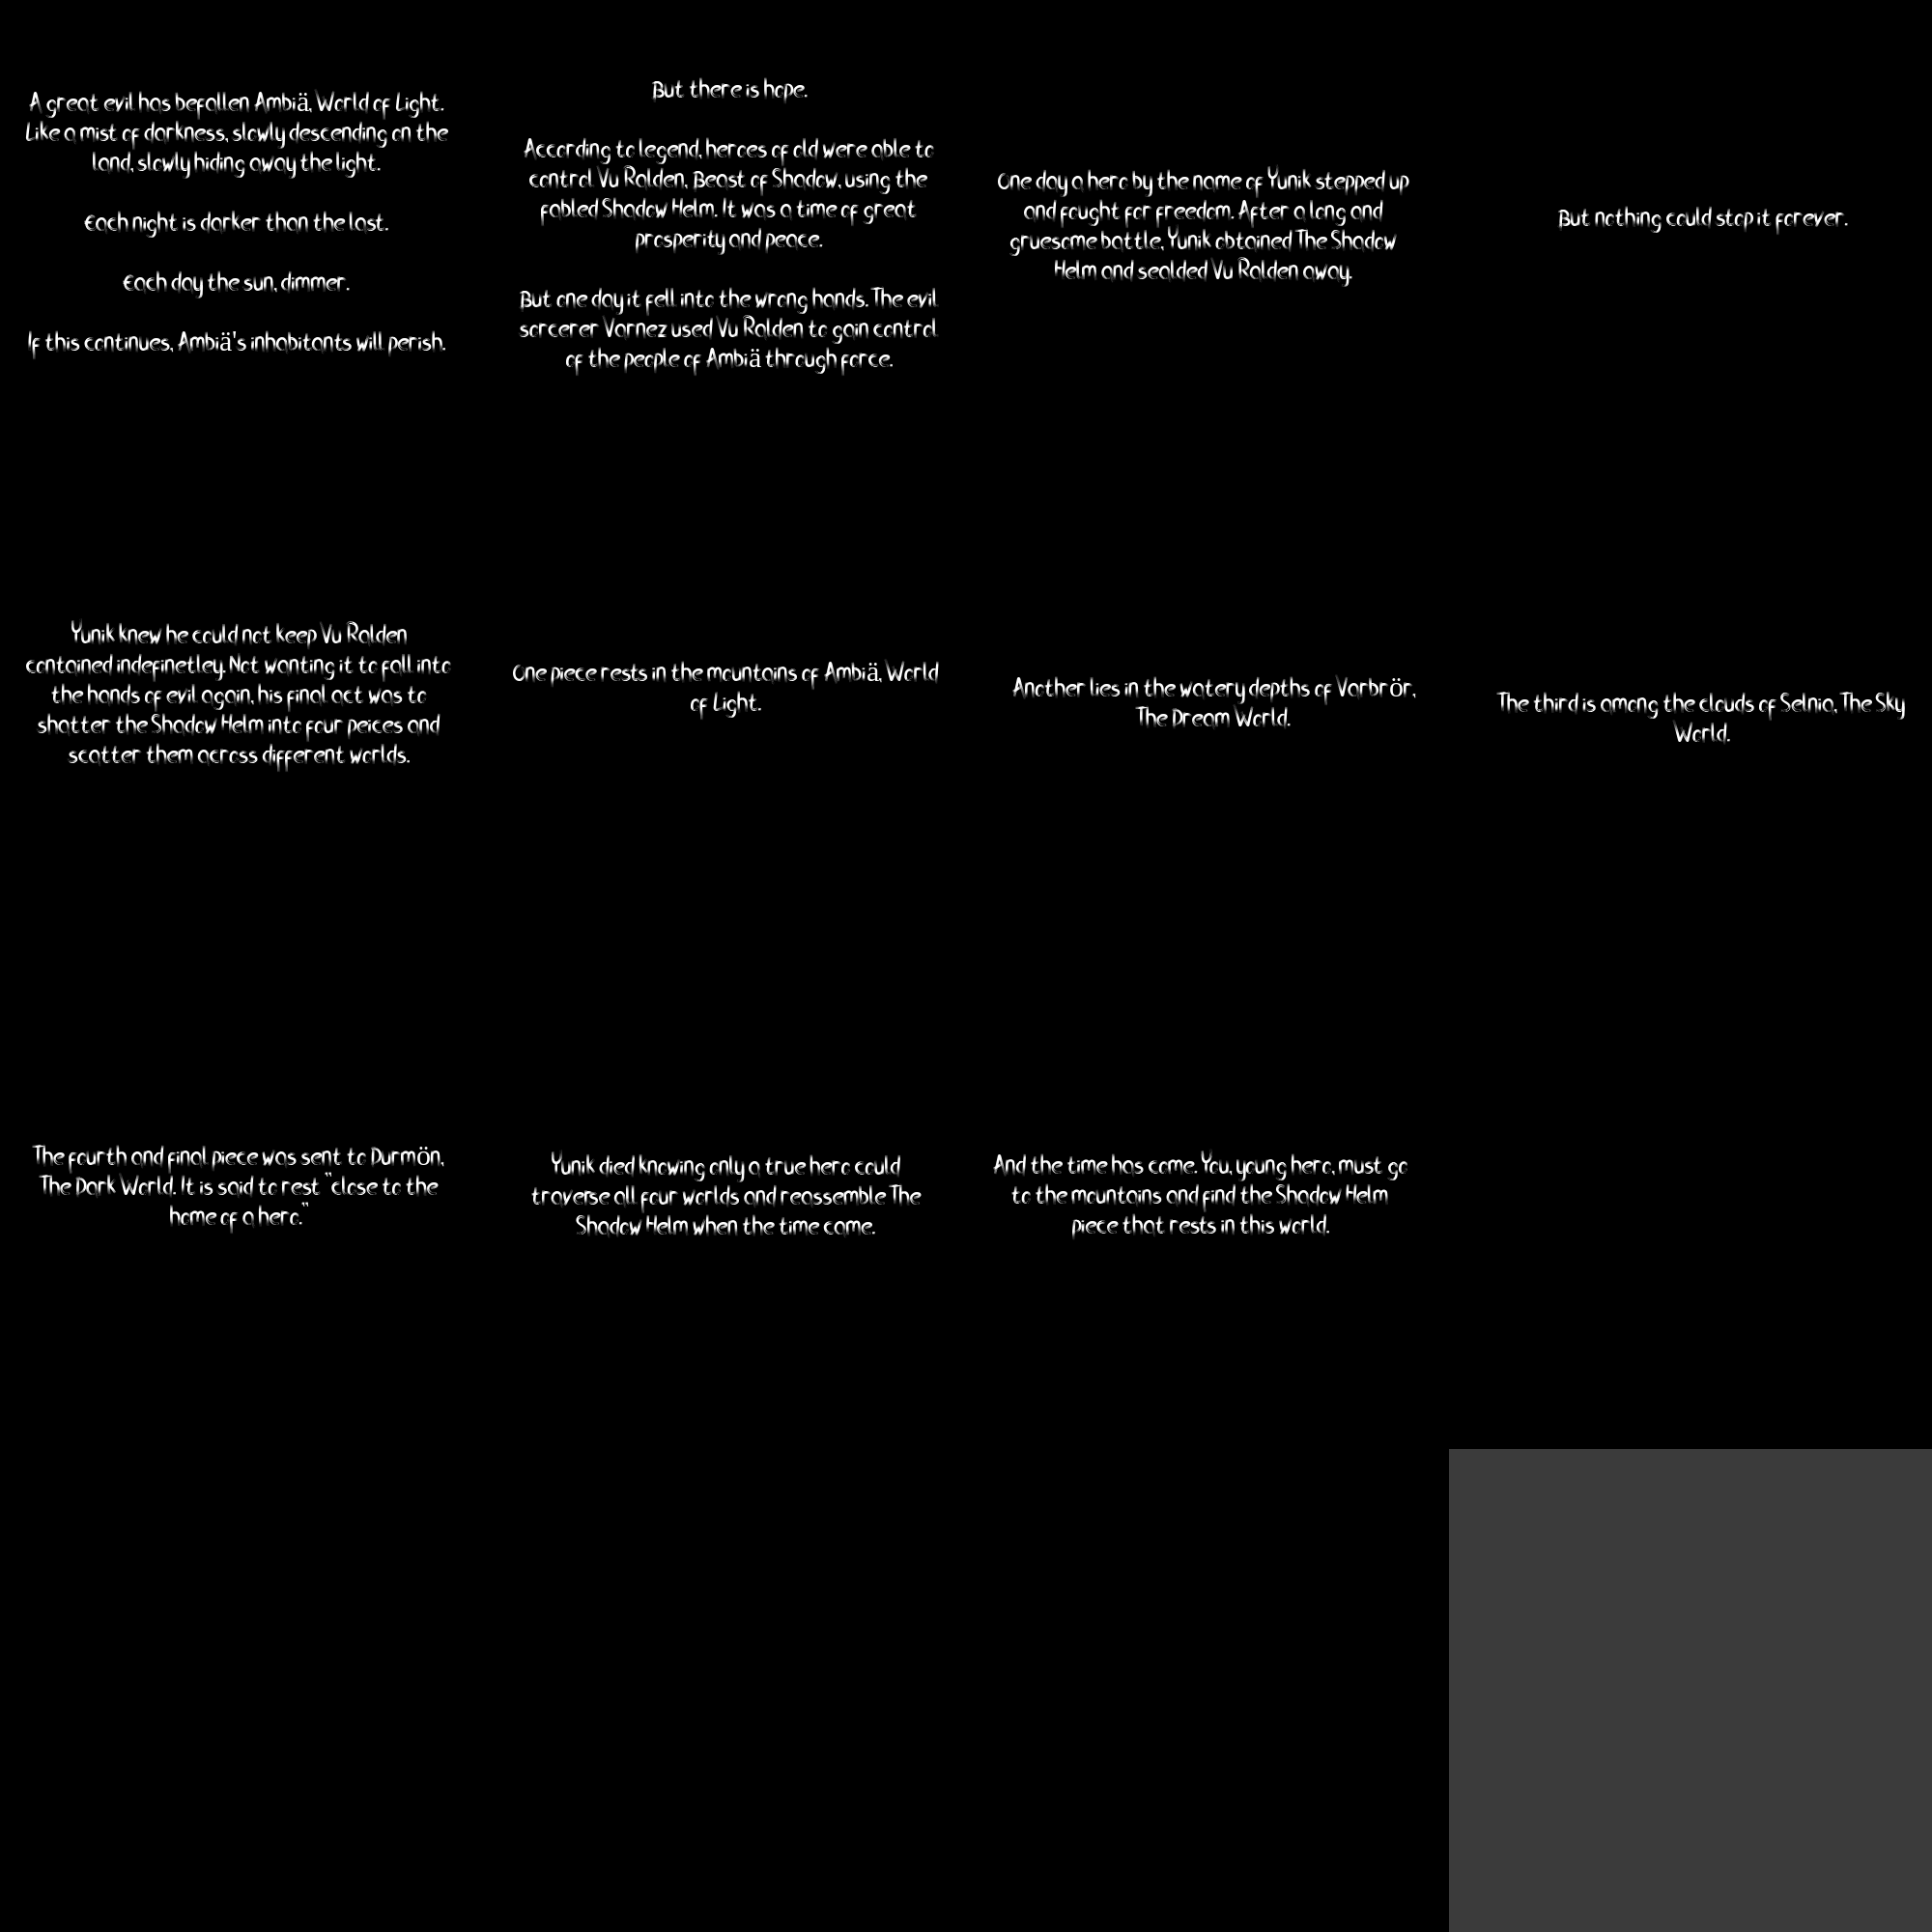 A great evil has befallen Ambiä, World of Light.
Like a mist of darkness, slowly descending on the
land, slowly hiding away the light.
Each night is darker than the last.
Each day the sun, dimmer.
If this continues, Ambiä's inhabitants will perish.
But there is hope.
According to legend, heroes of old were able to
control Vu Ralden, Beast of Shadow, using the
fabled Shadow Helm. It was a time of great
prosperity and peace.
But one day it fell into the wrong hands. The evil
sorcerer Varnez used Vu Ralden to gain control
of the people of Ambiä through force.
One day a hero by the name of Yunik stepped up
and fought for freedom. After a long and
gruesome battle, Yunik obtained The Shadow
Helm and sealded Vu Ralden away.
But nothing could stop it forever.
Yunik knew he could not keep Vu Ralden
contained indefinetley. Not wanting it to fall into
the hands of evil again, his final act was to
shatter the Shadow Helm into four peices and
scatter them across different worlds.
One piece rests in the mountains of Ambiä, World
of Light.
Another lies in the watery depths of Varbrör,
The Dream World.
The third is among the clouds of Selnia, The Sky
World.
The fourth and final piece was sent to Durmön,
The Dark World. It is said to rest "close to the
home of a hero."
Yunik died knowing only a true hero could
traverse all four worlds and reassemble The
Shadow Helm when the time came.
And the time has come. You, young hero, must go
to the mountains and find the Shadow Helm
piece that rests in this world.